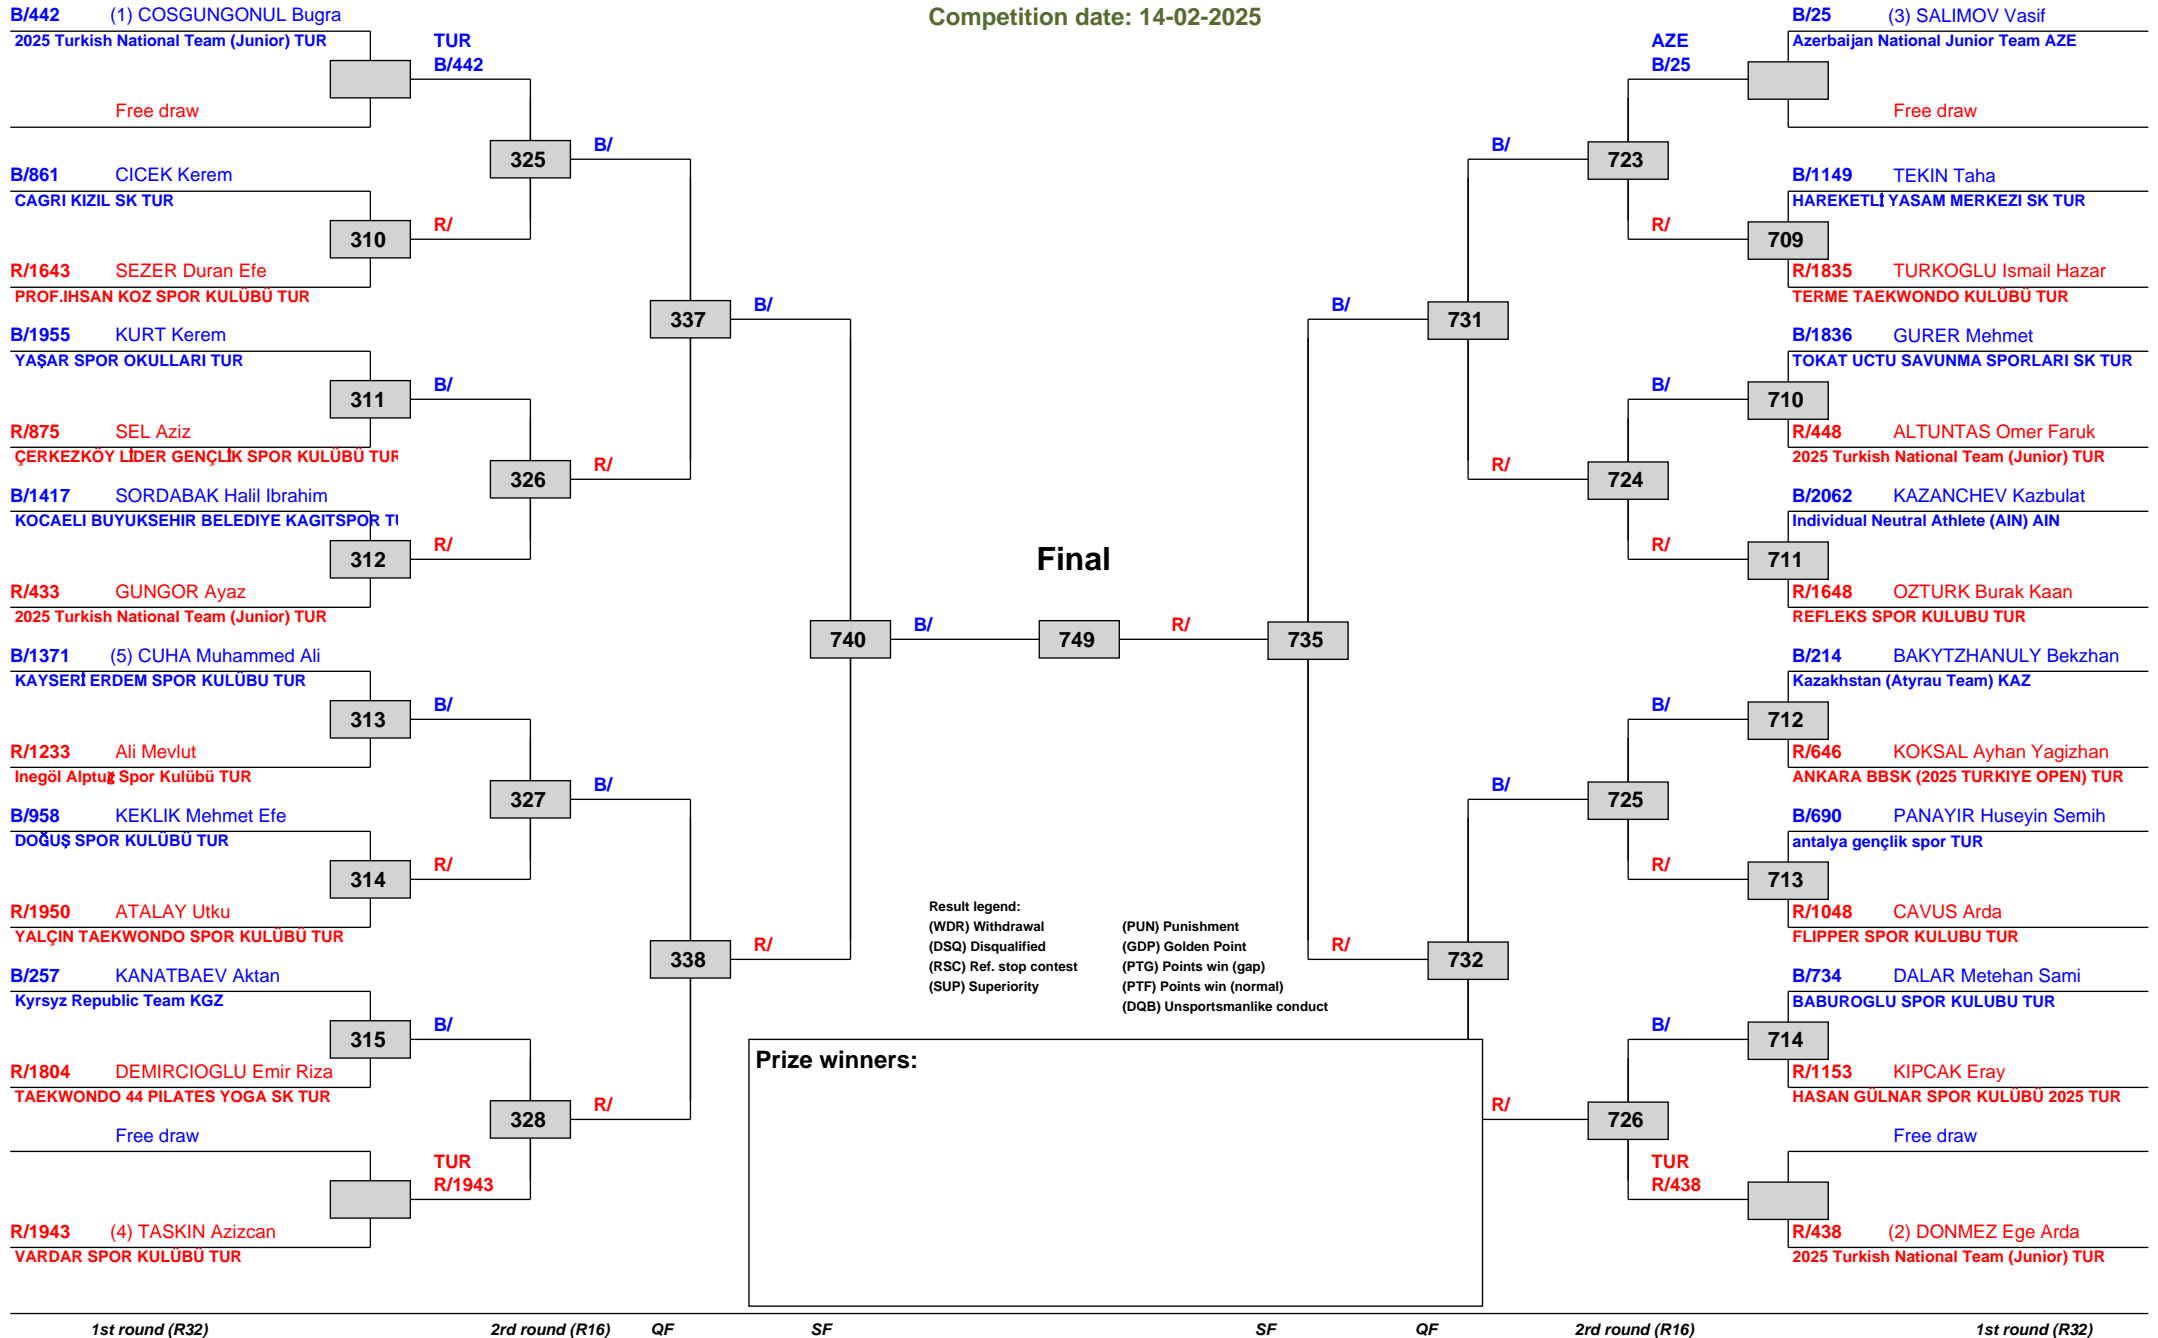 Competition date: 14-02-2025
B/442 (1) COSGUNGONUL Bugra
2025 Turkish National Team (Junior) TUR
Free draw
TUR
B/442
B/861 CICEK Kerem
CAGRI KIZIL SK TUR
310
R/1643 SEZER Duran Efe
PROF.IHSAN KOZ SPOR KULÜBÜ TUR
R/
325
B/
B/1955 KURT Kerem
YAŞAR SPOR OKULLARI TUR
311
B/
R/875 SEL Aziz
ÇERKEZKÖY LİDER GENÇLİK SPOR KULÜBÜ TUR
326
R/
B/1417 SORDABAK Halil Ibrahim
KOCAELI BUYUKSEHIR BELEDIYE KAGITSPOR TU
312
R/
R/433 GUNGOR Ayaz
2025 Turkish National Team (Junior) TUR
337
B/
B/1371 (5) CUHA Muhammed Ali
KAYSERİ ERDEM SPOR KULÜBU TUR
313
B/
R/1233 Ali Mevlut
Inegöl Alptuğ Spor Kulübü TUR
327
B/
B/958 KEKLIK Mehmet Efe
DOĞUŞ SPOR KULÜBÜ TUR
314
R/
R/1950 ATALAY Utku
YALÇIN TAEKWONDO SPOR KULÜBÜ TUR
338
R/
B/257 KANATBAEV Aktan
Kyrsyz Republic Team KGZ
315
B/
R/1804 DEMIRCIOGLU Emir Riza
TAEKWONDO 44 PILATES YOGA SK TUR
328
R/
Free draw
TUR
R/1943
R/1943 (4) TASKIN Azizcan
VARDAR SPOR KULÜBÜ TUR
740
B/
Final
749
R/
735
B/25 (3) SALIMOV Vasif
Azerbaijan National Junior Team AZE
AZE
B/25
Free draw
B/
723
B/1149 TEKIN Taha
HAREKETLİ YASAM MERKEZI SK TUR
R/
709
R/1835 TURKOGLU Ismail Hazar
TERME TAEKWONDO KULÜBÜ TUR
B/
731
B/1836 GURER Mehmet
TOKAT UCTU SAVUNMA SPORLARI SK TUR
B/
710
R/448 ALTUNTAS Omer Faruk
2025 Turkish National Team (Junior) TUR
R/
724
B/2062 KAZANCHEV Kazbulat
Individual Neutral Athlete (AIN) AIN
R/
711
R/1648 OZTURK Burak Kaan
REFLEKS SPOR KULUBU TUR
B/214 BAKYTZHANULY Bekzhan
Kazakhstan (Atyrau Team) KAZ
B/
712
R/646 KOKSAL Ayhan Yagizhan
ANKARA BBSK (2025 TURKIYE OPEN) TUR
B/
725
B/690 PANAYIR Huseyin Semih
antalya gençlik spor TUR
R/
713
R/1048 CAVUS Arda
FLIPPER SPOR KULUBU TUR
R/
732
B/734 DALAR Metehan Sami
BABUROGLU SPOR KULUBU TUR
B/
714
R/1153 KIPCAK Eray
HASAN GÜLNAR SPOR KULÜBÜ 2025 TUR
R/
726
Free draw
TUR
R/438
R/438 (2) DONMEZ Ege Arda
2025 Turkish National Team (Junior) TUR
Result legend:
(WDR) Withdrawal (PUN) Punishment
(DSQ) Disqualified (GDP) Golden Point
(RSC) Ref. stop contest (PTG) Points win (gap)
(SUP) Superiority (PTF) Points win (normal)
(DQB) Unsportsmanlike conduct
Prize winners:
1st round (R32) 2rd round (R16) QF SF SF QF 2rd round (R16) 1st round (R32)